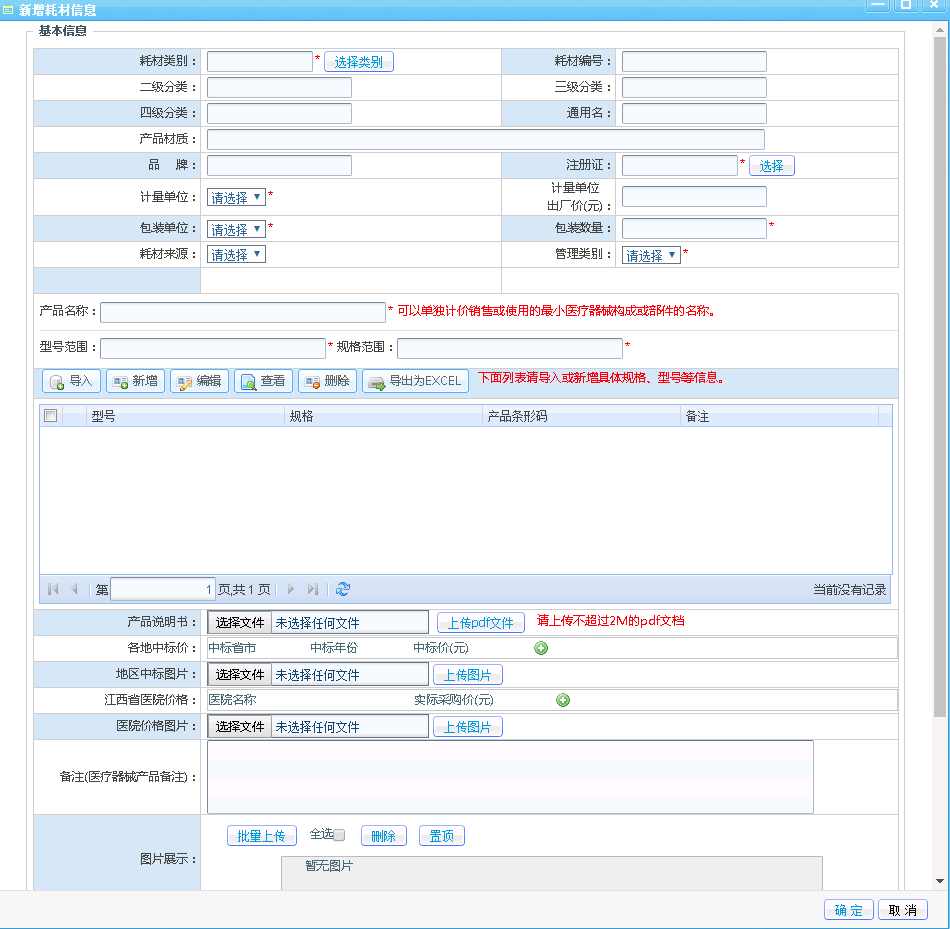 新增耗材信息
基本信息
耗材类别： * 选择类别 耗材编号：
二级分类： 三级分类：
四级分类： 通用名：
产品材质：
品 牌： 注册证： * 选择
计量单位： 请选择 * 计量单位
出厂价(元)：
包装单位： 请选择 * 包装数量： *
耗材来源： 请选择 管理类别： 请选择 *
产品名称： * 可以单独计价销售或使用的最小医疗器械构成或部件的名称。
型号范围： * 规格范围： *
导入 新增 编辑 查看 删除 导出为EXCEL 下面列表请导入或新增具体规格、型号等信息。
型号 规格 产品条形码 备注
第 1 页,共 1 页 当前没有记录
产品说明书： 选择文件 未选择任何文件 上传pdf文件 请上传不超过2M的pdf文档
各地中标价： 中标省市 中标年份 中标价(元)
地区中标图片： 选择文件 未选择任何文件 上传图片
江西省医院价格： 医院名称 实际采购价(元)
医院价格图片： 选择文件 未选择任何文件 上传图片
备注(医疗器械产品备注)：
批量上传 全选 删除 置顶
图片展示：
暂无图片
确 定 取 消